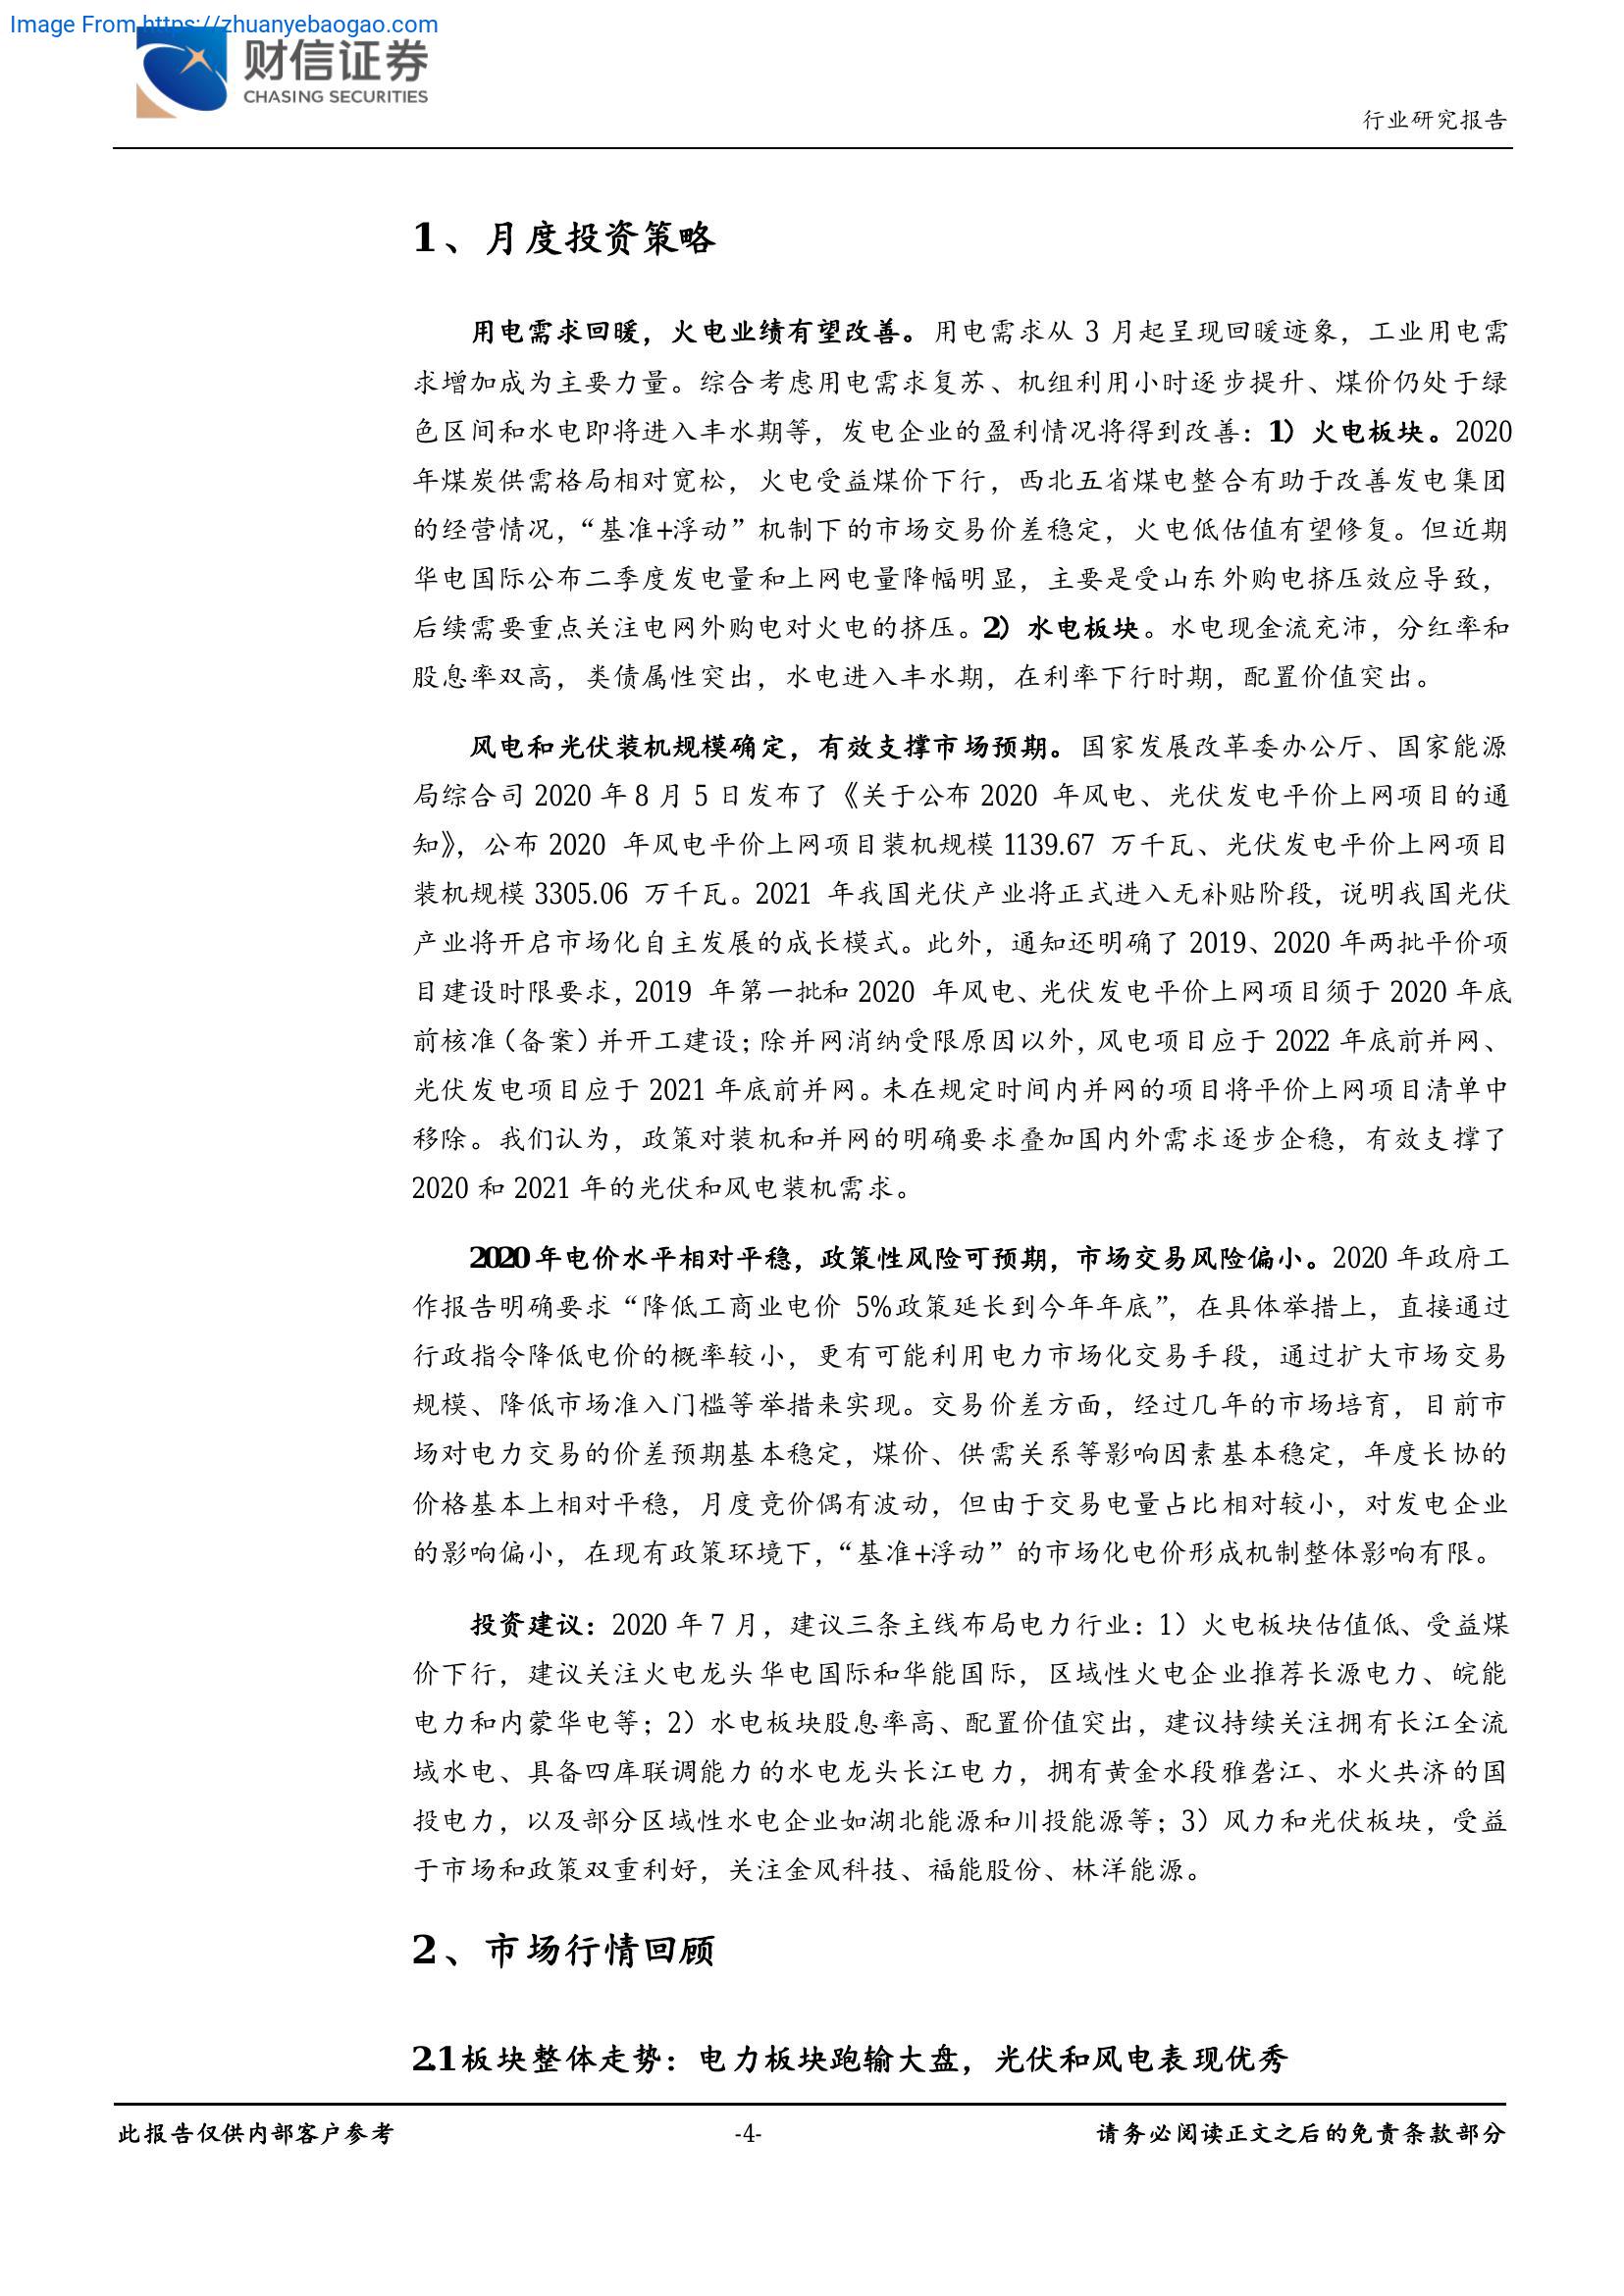 Image From https://zhuanyebaogao.com
财信证券
CHASING SECURITIES
行业研究报告
1、月度投资策略
用电需求回暖，火电业绩有望改善。用电需求从 3 月起呈现回暖迹象，工业用电需
求增加成为主要力量。综合考虑用电需求复苏、机组利用小时逐步提升、煤价仍处于绿
色区间和水电即将进入丰水期等，发电企业的盈利情况将得到改善：1）火电板块。2020
年煤炭供需格局相对宽松，火电受益煤价下行，西北五省煤电整合有助于改善发电集团
的经营情况，“基准+浮动”机制下的市场交易价差稳定，火电低估值有望修复。但近期
华电国际公布二季度发电量和上网电量降幅明显，主要是受山东外购电挤压效应导致，
后续需要重点关注电网外购电对火电的挤压。2）水电板块。水电现金流充沛，分红率和
股息率双高，类债属性突出，水电进入丰水期，在利率下行时期，配置价值突出。
风电和光伏装机规模确定，有效支撑市场预期。国家发展改革委办公厅、国家能源
局综合司 2020 年 8 月 5 日发布了《关于公布 2020 年风电、光伏发电平价上网项目的通
知》，公布 2020 年风电平价上网项目装机规模 1139.67 万千瓦、光伏发电平价上网项目
装机规模 3305.06 万千瓦。2021 年我国光伏产业将正式进入无补贴阶段，说明我国光伏
产业将开启市场化自主发展的成长模式。此外，通知还明确了 2019、2020 年两批平价项
目建设时限要求，2019 年第一批和 2020 年风电、光伏发电平价上网项目须于 2020 年底
前核准（备案）并开工建设；除并网消纳受限原因以外，风电项目应于 2022 年底前并网、
光伏发电项目应于 2021 年底前并网。未在规定时间内并网的项目将平价上网项目清单中
移除。我们认为，政策对装机和并网的明确要求叠加国内外需求逐步企稳，有效支撑了
2020 和 2021 年的光伏和风电装机需求。
2020 年电价水平相对平稳，政策性风险可预期，市场交易风险偏小。2020 年政府工
作报告明确要求“降低工商业电价 5%政策延长到今年年底”，在具体举措上，直接通过
行政指令降低电价的概率较小，更有可能利用电力市场化交易手段，通过扩大市场交易
规模、降低市场准入门槛等举措来实现。交易价差方面，经过几年的市场培育，目前市
场对电力交易的价差预期基本稳定，煤价、供需关系等影响因素基本稳定，年度长协的
价格基本上相对平稳，月度竞价偶有波动，但由于交易电量占比相对较小，对发电企业
的影响偏小，在现有政策环境下，“基准+浮动”的市场化电价形成机制整体影响有限。
投资建议：2020 年 7 月，建议三条主线布局电力行业：1）火电板块估值低、受益煤
价下行，建议关注火电龙头华电国际和华能国际，区域性火电企业推荐长源电力、皖能
电力和内蒙华电等；2）水电板块股息率高、配置价值突出，建议持续关注拥有长江全流
域水电、具备四库联调能力的水电龙头长江电力，拥有黄金水段雅砻江、水火共济的国
投电力，以及部分区域性水电企业如湖北能源和川投能源等；3）风力和光伏板块，受益
于市场和政策双重利好，关注金风科技、福能股份、林洋能源。
2、市场行情回顾
2.1 板块整体走势：电力板块跑输大盘，光伏和风电表现优秀
此报告仅供内部客户参考
-4-
请务必阅读正文之后的免责条款部分